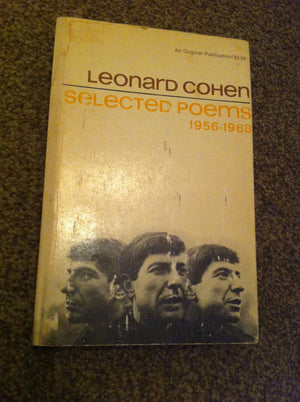 An Original Publication/$2.50
Leonard Cohen
Selected Poems
1956-1968